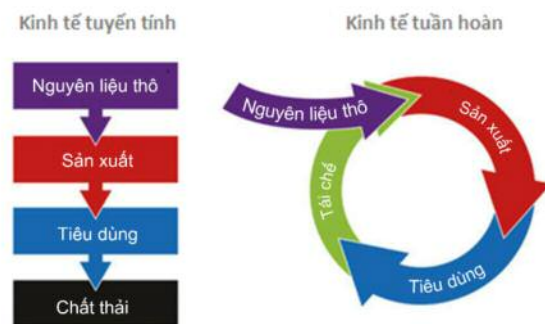 Kinh tế tuyến tính
Nguyên liệu thô
Sản xuất
Tiêu dùng
Chất thải
Kinh tế tuần hoàn
Nguyên liệu thô
Sản xuất
Tiêu dùng
Tái chế